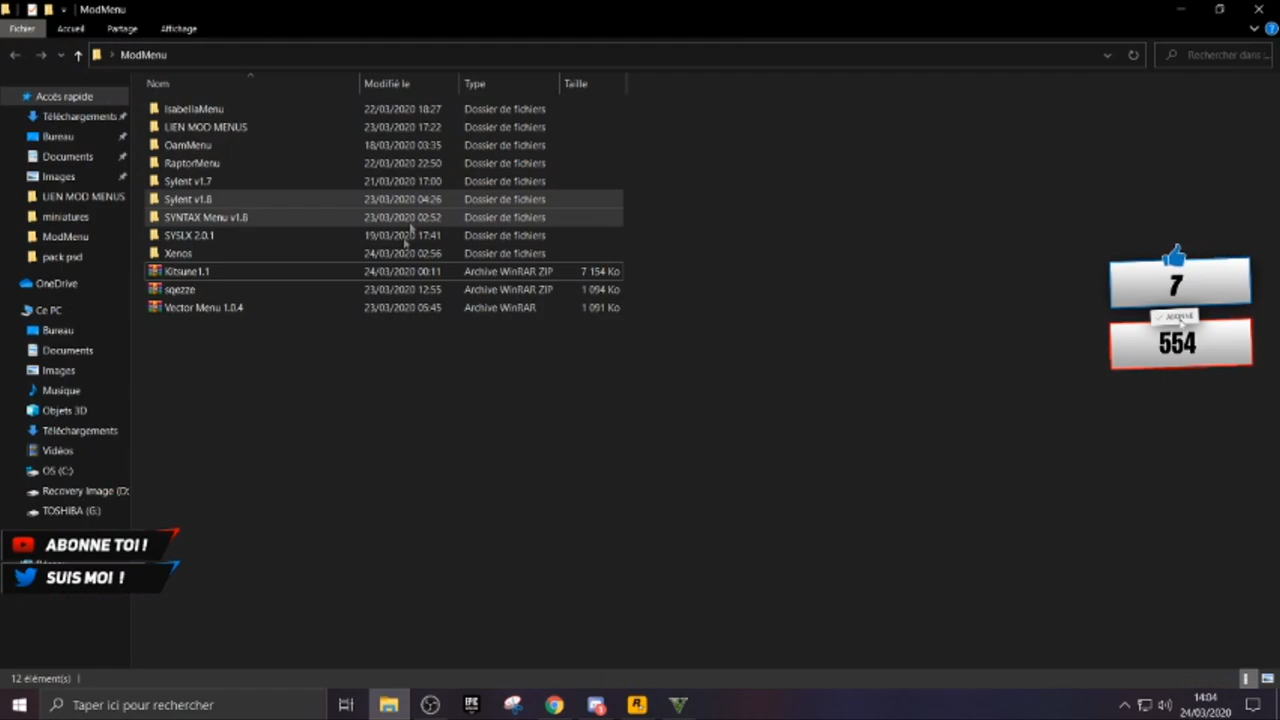 ModMenu
Fichier Accueil Partage Affichage
ModMenu
Rechercher dans :...
Nom Modifié le Type Taille
Accès rapide
Téléchargements
Bureau
Documents
Images
LIEN MOD MENUS
miniatures
ModMenu
pack psd
OneDrive
Ce PC
Bureau
Documents
Images
Musique
Objets 3D
Téléchargements
Vidéos
OS (C:)
Recovery Image (D:
TOSHIBA (G:)
IsabellaMenu 22/03/2020 18:27 Dossier de fichiers
LIEN MOD MENUS 23/03/2020 17:22 Dossier de fichiers
OamMenu 18/03/2020 03:35 Dossier de fichiers
RaptorMenu 22/03/2020 22:50 Dossier de fichiers
Sylent v1.7 21/03/2020 17:00 Dossier de fichiers
Sylent v1.8 23/03/2020 04:26 Dossier de fichiers
SYNTAX Menu v1.8 23/03/2020 02:52 Dossier de fichiers
SYSLX 2.0.1 19/03/2020 17:41 Dossier de fichiers
Xenos 24/03/2020 02:56 Dossier de fichiers
Kitsune1.1 24/03/2020 00:11 Archive WinRAR ZIP 7 154 Ko
sqezze 23/03/2020 12:55 Archive WinRAR ZIP 1 094 Ko
Vector Menu 1.0.4 23/03/2020 05:45 Archive WinRAR 1 091 Ko
7
ABONNÉ
554
ABONNE TOI !
SUIS MOI !
12 élément(s)
Taper ici pour rechercher
14:04
24/03/2020